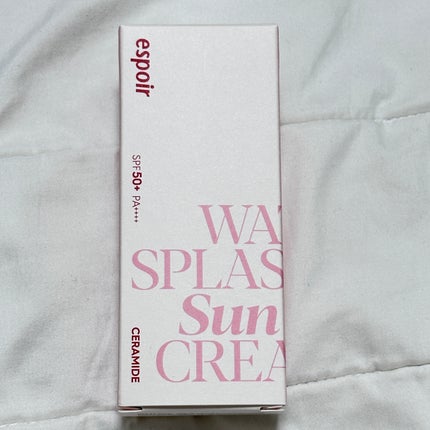 espoir
SPF50+ PA++++
WA
SPLAS
Sun
CREA
CERAMIDE